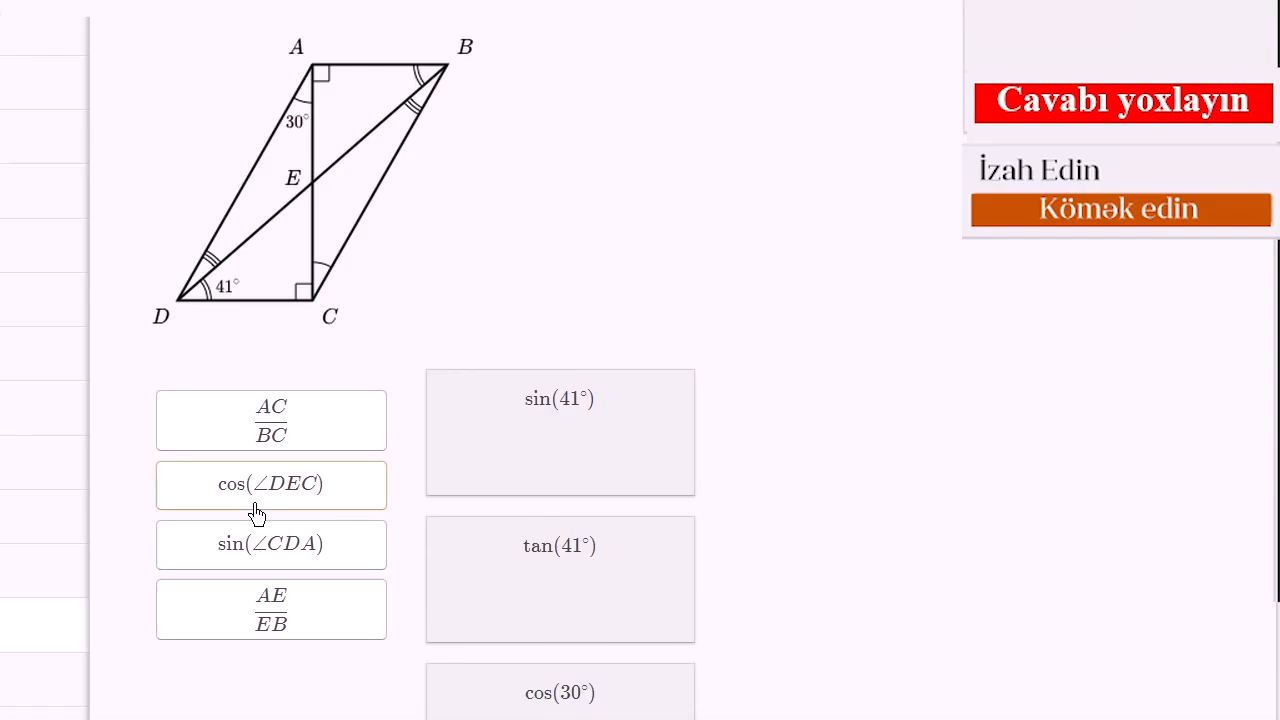 A
B
30°
E
41°
D
C
AC
BC
cos(∠DEC)
sin(∠CDA)
AE
EB
sin(41°)
tan(41°)
cos(30°)
Cavabı yoxlayın
İzah Edin
Kömək edin